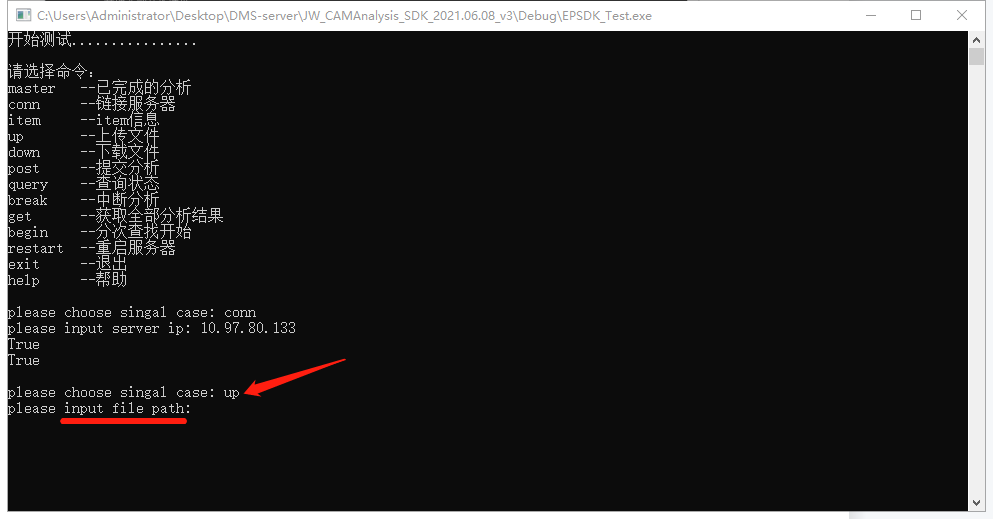 C:\Users\Administrator\Desktop\DMS-server\JW_CAMAnalysis_SDK_2021.06.08_v3\Debug\EPSDK_Test.exe
开始测试................
请选择命令：
master   --已完成的分析
conn     --链接服务器
item     --item信息
up       --上传文件
down     --下载文件
post     --提交分析
query    --查询状态
break    --中断分析
get      --获取全部分析结果
begin    --分次查找开始
restart  --重启服务器
exit     --退出
help     --帮助
please choose singal case: conn
please input server ip: 10.97.80.133
True
True
please choose singal case: up
please input file path: